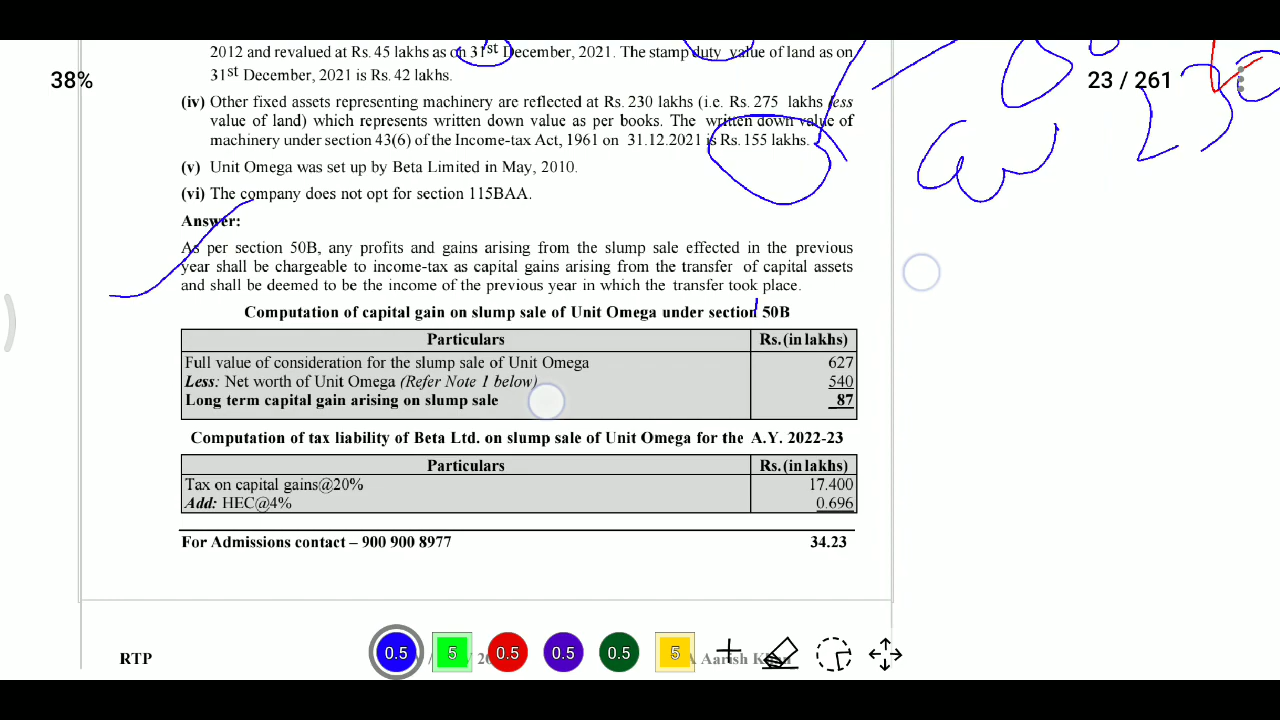 2012 and revalued at Rs. 45 lakhs as on 31st December, 2021. The stamp duty value of land as on
38%
31st December, 2021 is Rs. 42 lakhs.
23 / 261
(iv) Other fixed assets representing machinery are reflected at Rs. 230 lakhs (i.e. Rs. 275 lakhs less
value of land) which represents written down value as per books. The written down value of
machinery under section 43(6) of the Income-tax Act, 1961 on 31.12.2021 is Rs. 155 lakhs.
(v) Unit Omega was set up by Beta Limited in May, 2010.
(vi) The company does not opt for section 115BAA.
Answer:
As per section 50B, any profits and gains arising from the slump sale effected in the previous
year shall be chargeable to income-tax as capital gains arising from the transfer of capital assets
and shall be deemed to be the income of the previous year in which the transfer took place.
Computation of capital gain on slump sale of Unit Omega under section 50B
Particulars Rs. (in lakhs)
Full value of consideration for the slump sale of Unit Omega 627
Less: Net worth of Unit Omega (Refer Note 1 below) 540
Long term capital gain arising on slump sale 87
Computation of tax liability of Beta Ltd. on slump sale of Unit Omega for the A.Y. 2022-23
Particulars Rs. (in lakhs)
Tax on capital gains@20% 17.400
Add: HEC@4% 0.696
For Admissions contact – 900 900 8977 34.23
0.5 5 0.5 0.5 0.5 5
RTP